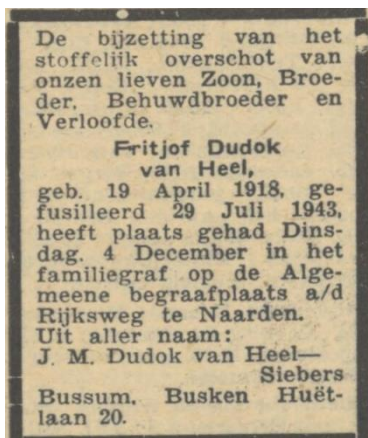 De bijzetting van het
stoffelijk overschot van
onzen lieven Zoon, Broe-
der, Behuwdbroeder en
Verloofde,
Fritjof Dudok
van Heel,
geb. 19 April 1918, ge-
fusilleerd 29 Juli 1943,
heeft plaats gehad Dins-
dag. 4 December in het
familiegraf op de Alge-
meene begraafplaats a/d
Rijksweg te Naarden.
Uit aller naam:
J. M. Dudok van Heel—
Siebers
Bussum, Busken Huët-
laan 20.